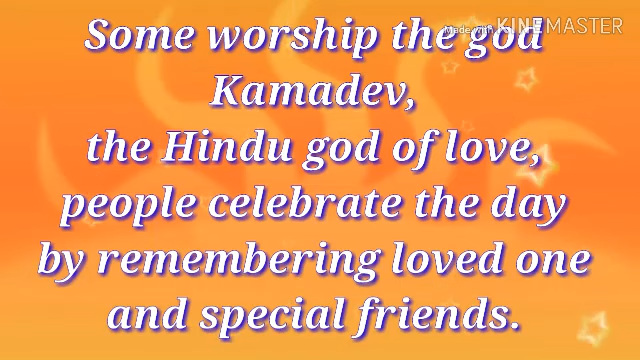 Made with KINEMASTER
Some worship the god
Kamadev,
the Hindu god of love,
people celebrate the day
by remembering loved one
and special friends.